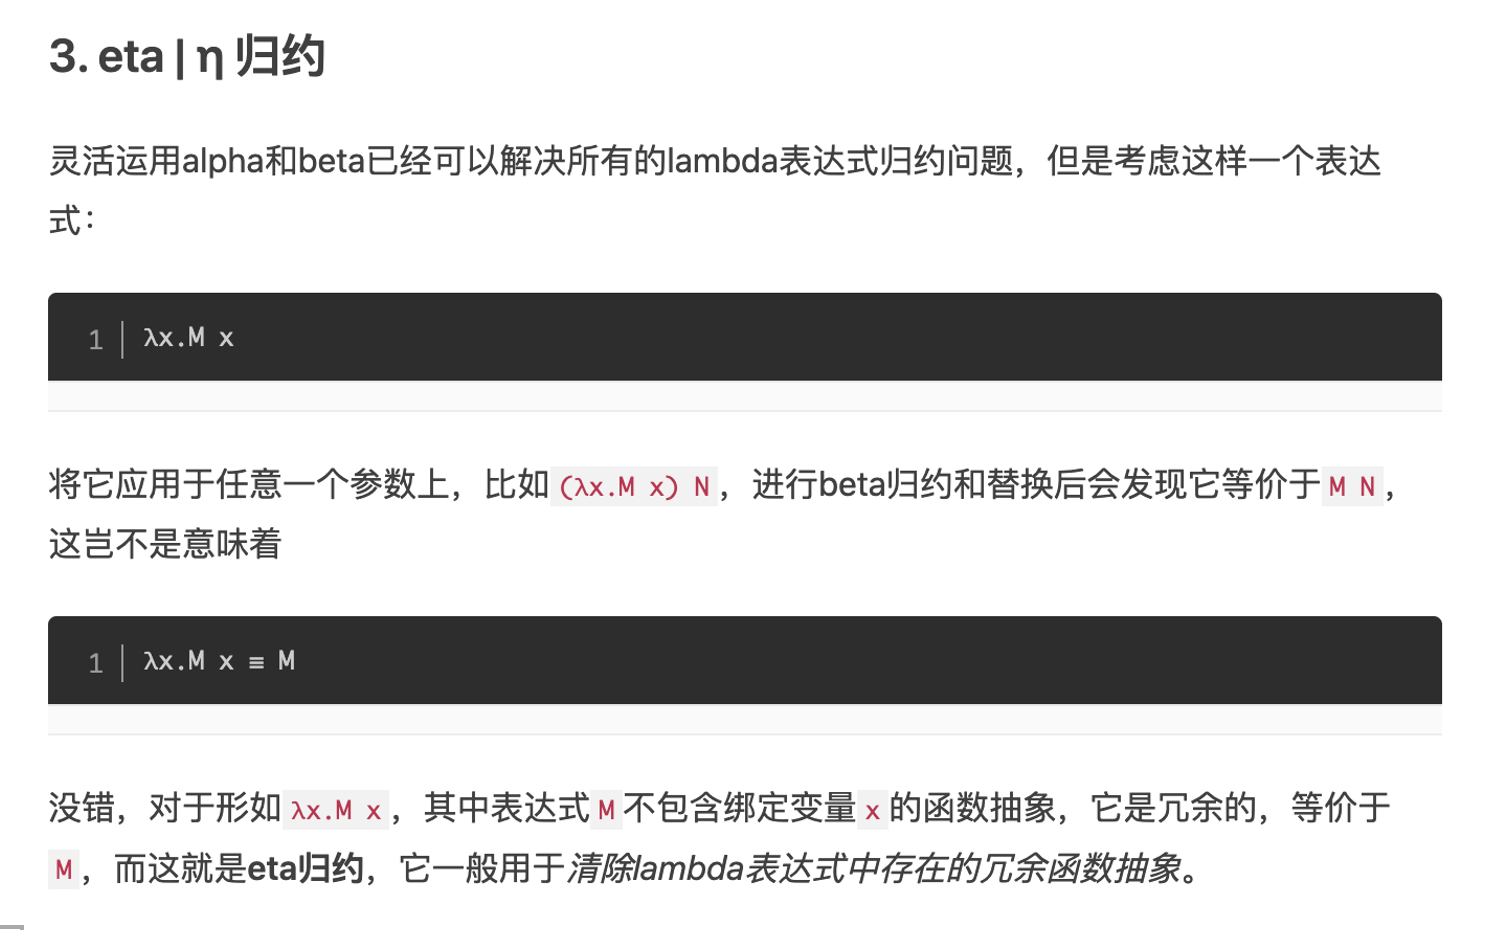 3. eta | η 归约
灵活运用alpha和beta已经可以解决所有的lambda表达式归约问题，但是考虑这样一个表达
式：
1 λx.M x
将它应用于任意一个参数上，比如(λx.M x) N，进行beta归约和替换后会发现它等价于M N，
这岂不是意味着
1 λx.M x ≡ M
没错，对于形如λx.M x，其中表达式M不包含绑定变量x的函数抽象，它是冗余的，等价于
M，而这就是eta归约，它一般用于清除lambda表达式中存在的冗余函数抽象。